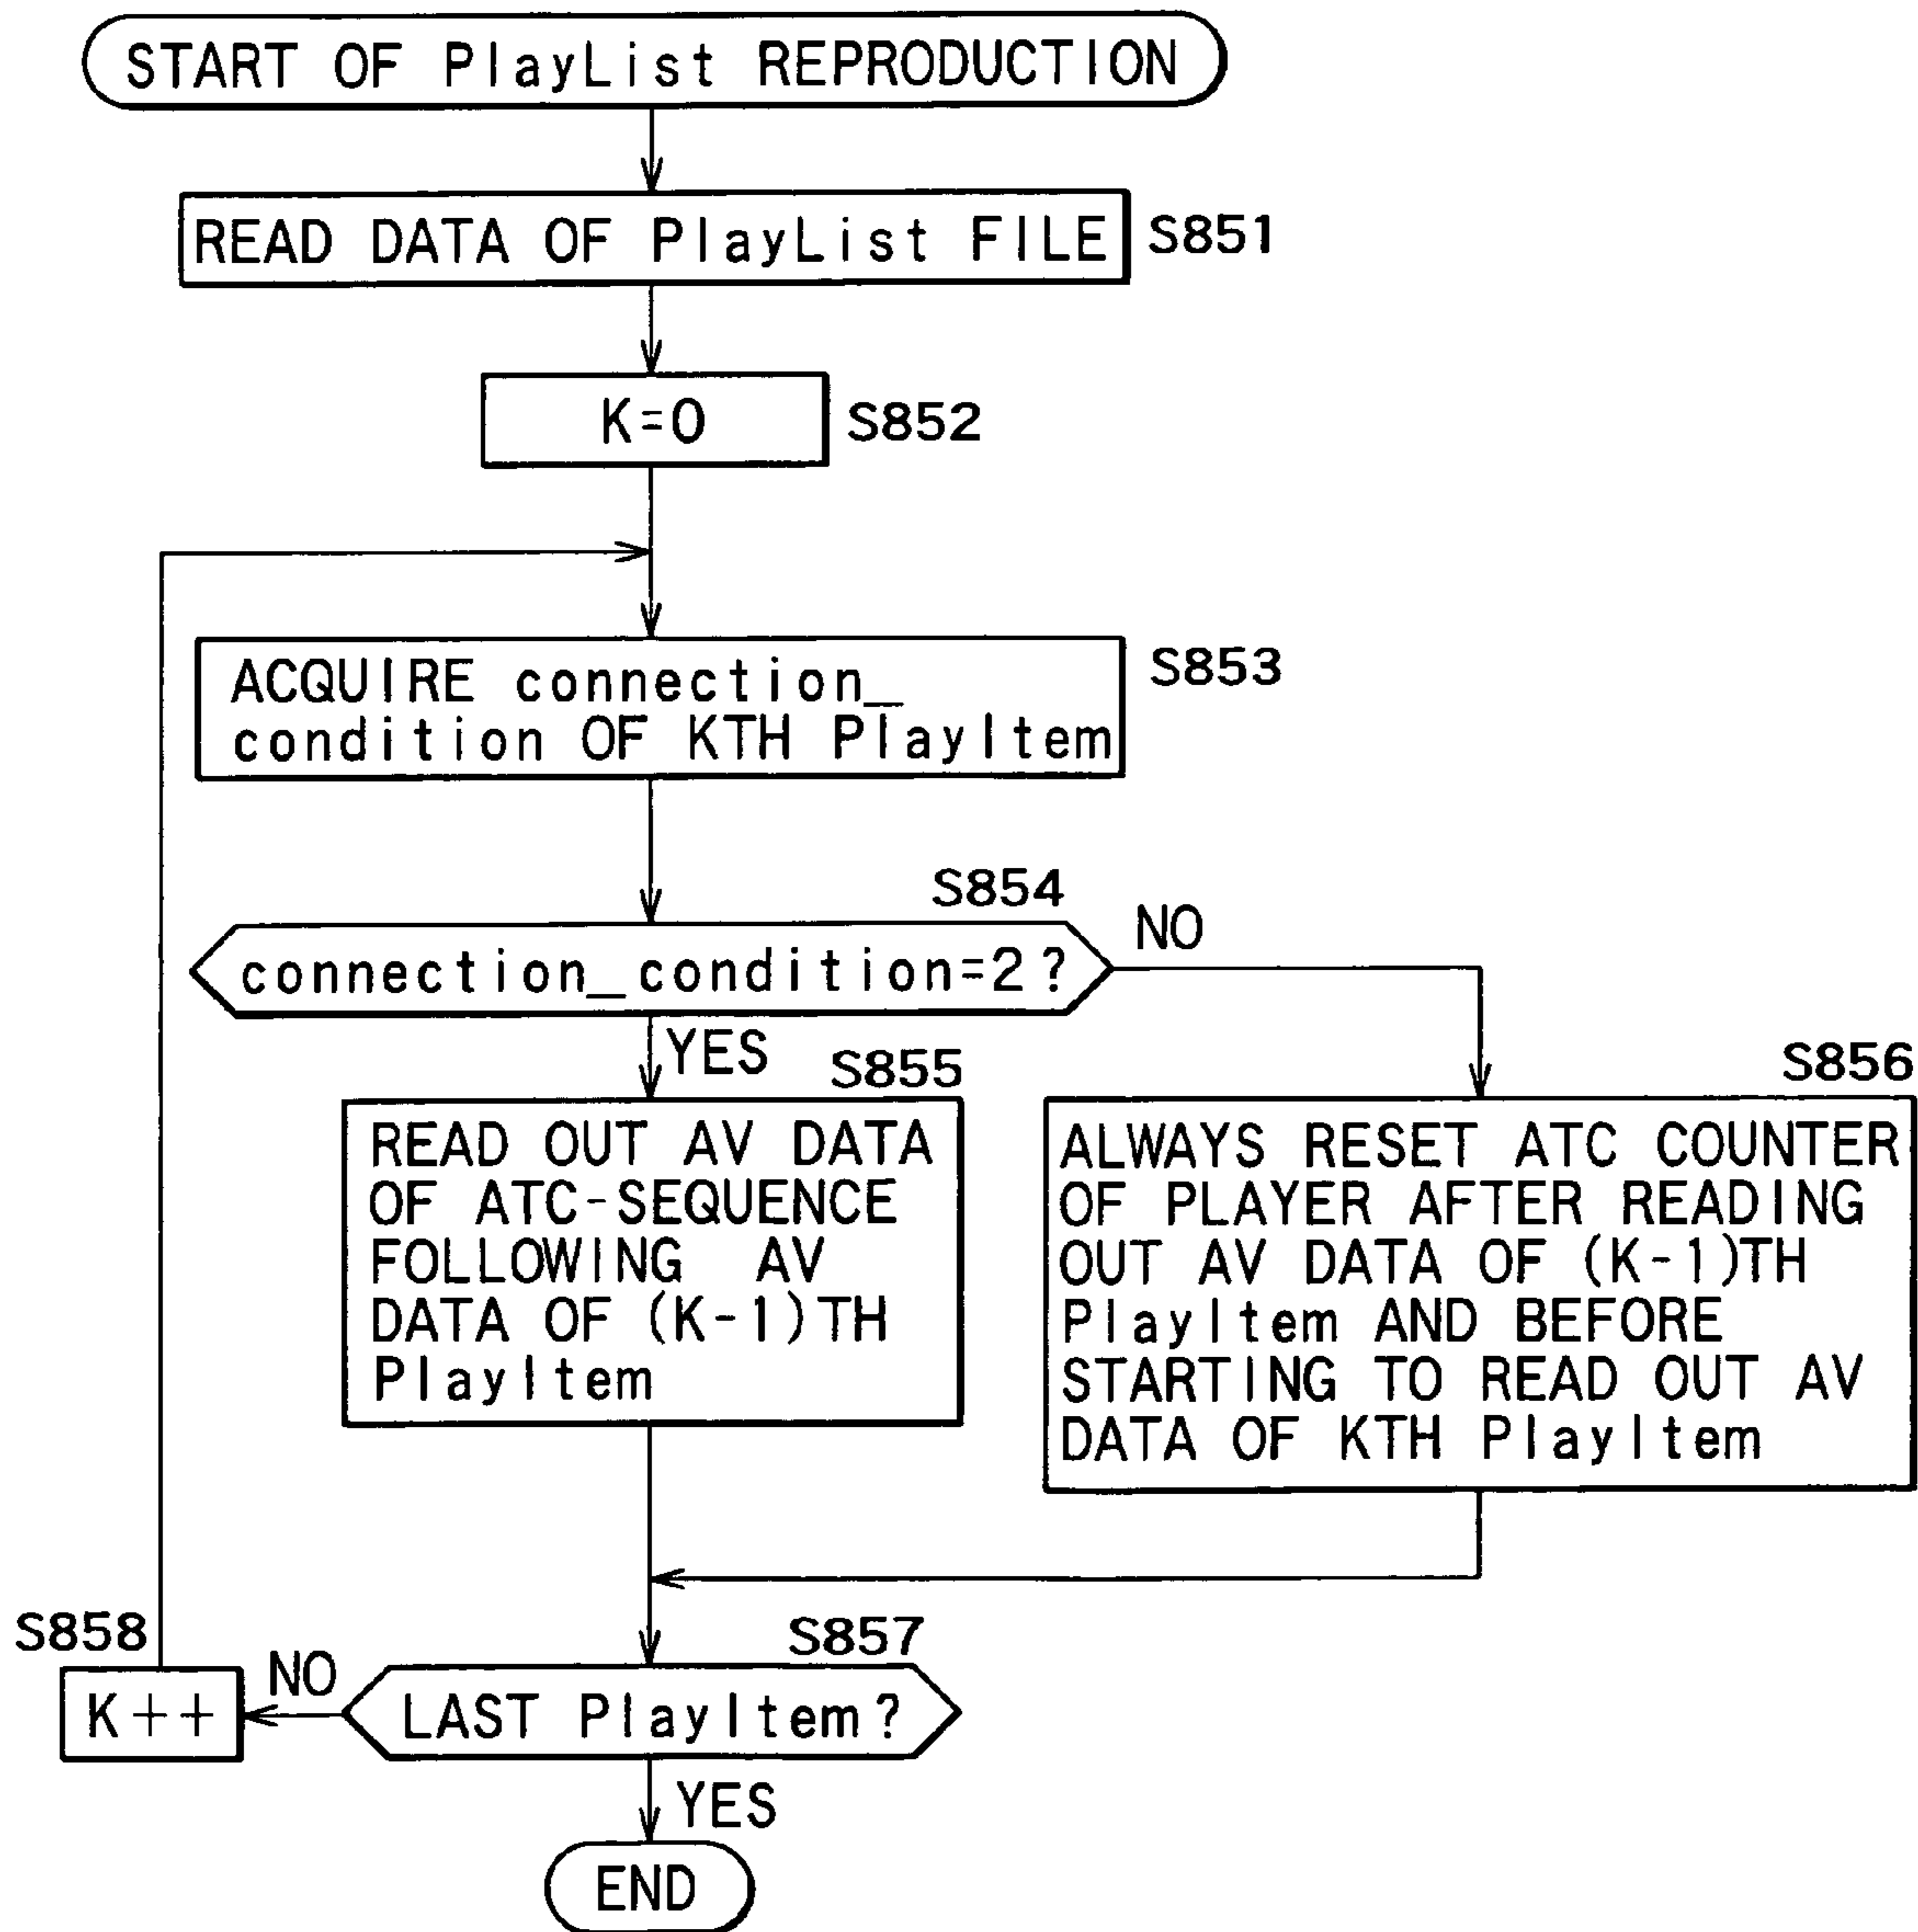 START OF PlayList REPRODUCTION
READ DATA OF PlayList FILE
S851
K=0
S852
ACQUIRE connection_
condition OF KTH PlayItem
S853
S854
connection_condition=2?
NO
YES
S855
READ OUT AV DATA
OF ATC-SEQUENCE
FOLLOWING AV
DATA OF (K-1)TH
PlayItem
S856
ALWAYS RESET ATC COUNTER
OF PLAYER AFTER READING
OUT AV DATA OF (K-1)TH
PlayItem AND BEFORE
STARTING TO READ OUT AV
DATA OF KTH PlayItem
S857
LAST PlayItem?
NO
S858
K++
YES
END